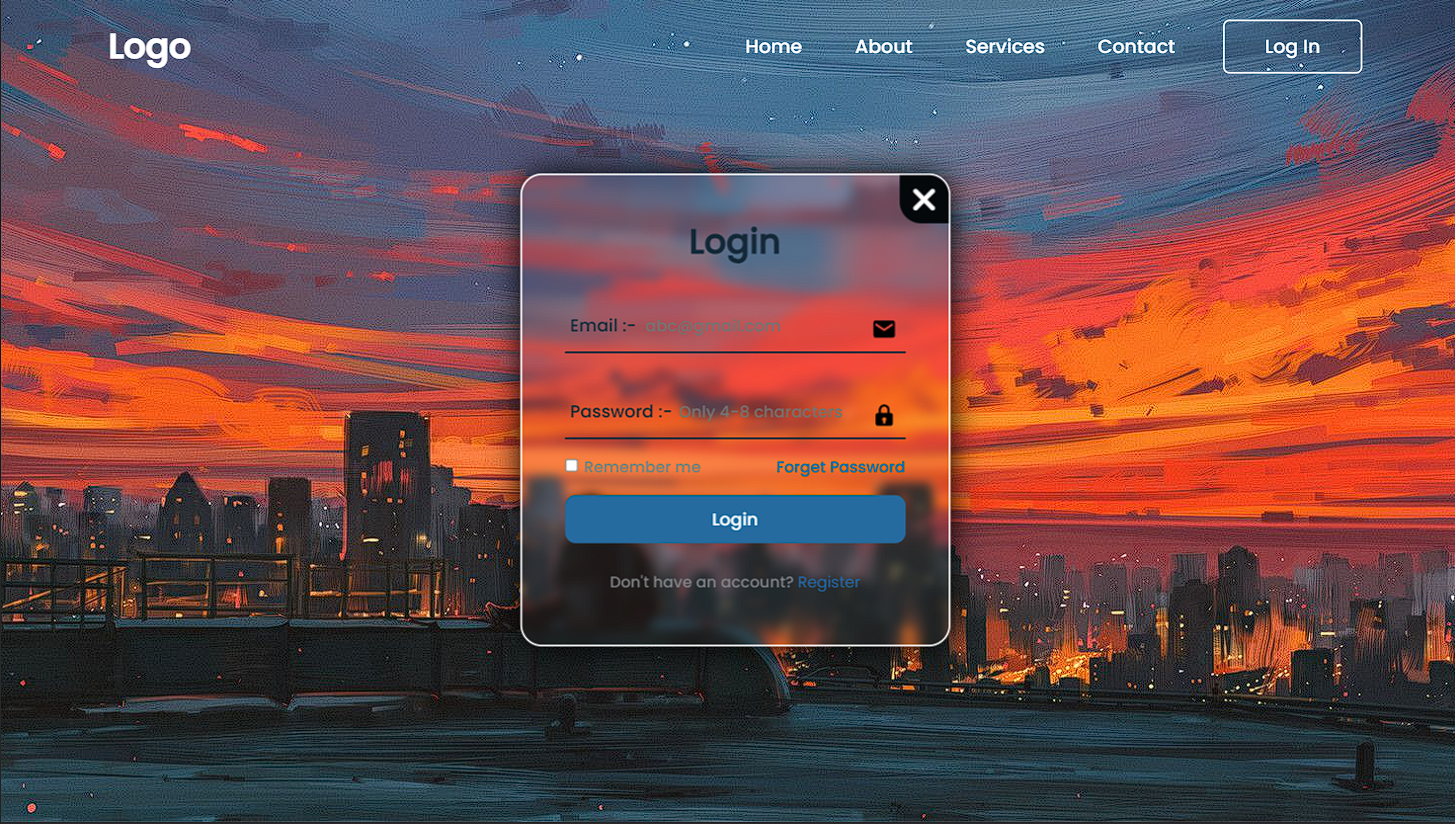 Logo
Home About Services Contact Log In
Login
Email :- abc@gmail.com
Password :- Only 4-8 characters
Remember me Forget Password
Login
Don't have an account? Register